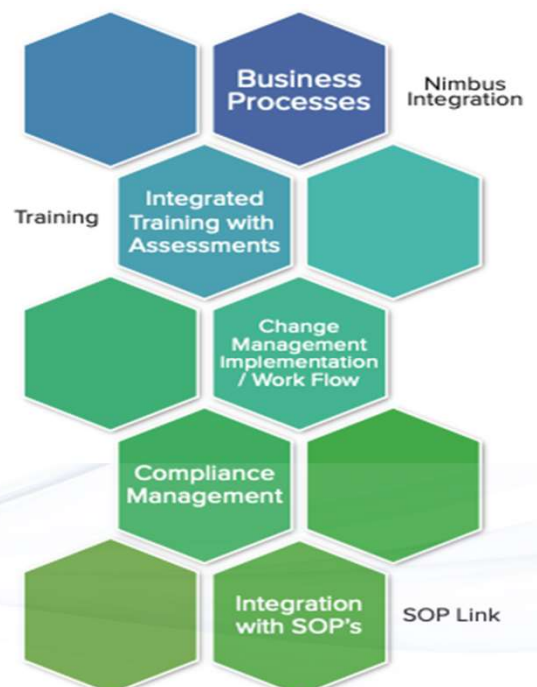 Business
Processes
Nimbus
Integration
Training
Integrated
Training with
Assessments
Change
Management
Implementation
/ Work Flow
Compliance
Management
Integration
with SOP's
SOP Link